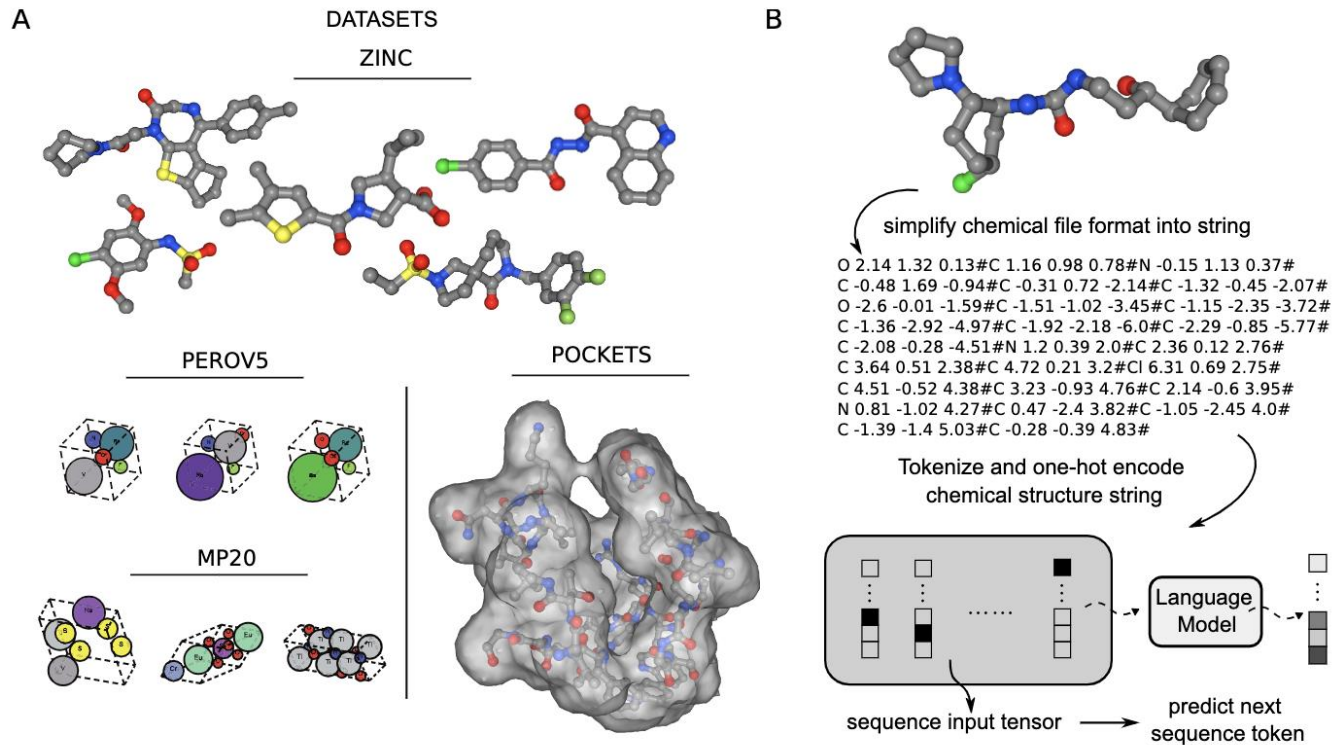 A
DATASETS
ZINC
PEROV5
MP20
POCKETS
B
simplify chemical file format into string
O 2.14 1.32 0.13#C 1.16 0.98 0.78#N -0.15 1.13 0.37#
C -0.48 1.69 -0.94#C -0.31 0.72 -2.14#C -1.32 -0.45 -2.07#
O -2.6 -0.01 -1.59#C -1.51 -1.02 -3.45#C -1.15 -2.35 -3.72#
C -1.36 -2.92 -4.97#C -1.92 -2.18 -6.0#C -2.29 -0.85 -5.77#
C -2.08 -0.28 -4.51#N 1.2 0.39 2.0#C 2.36 0.12 2.76#
C 3.64 0.51 2.38#C 4.72 0.21 3.2#Cl 6.31 0.69 2.75#
C 4.51 -0.52 4.38#C 3.23 -0.93 4.76#C 2.14 -0.6 3.95#
N 0.81 -1.02 4.27#C 0.47 -2.4 3.82#C -1.05 -2.45 4.0#
C -1.39 -1.4 5.03#C -0.28 -0.39 4.83#
Tokenize and one-hot encode
chemical structure string
Language
Model
sequence input tensor
predict next
sequence token